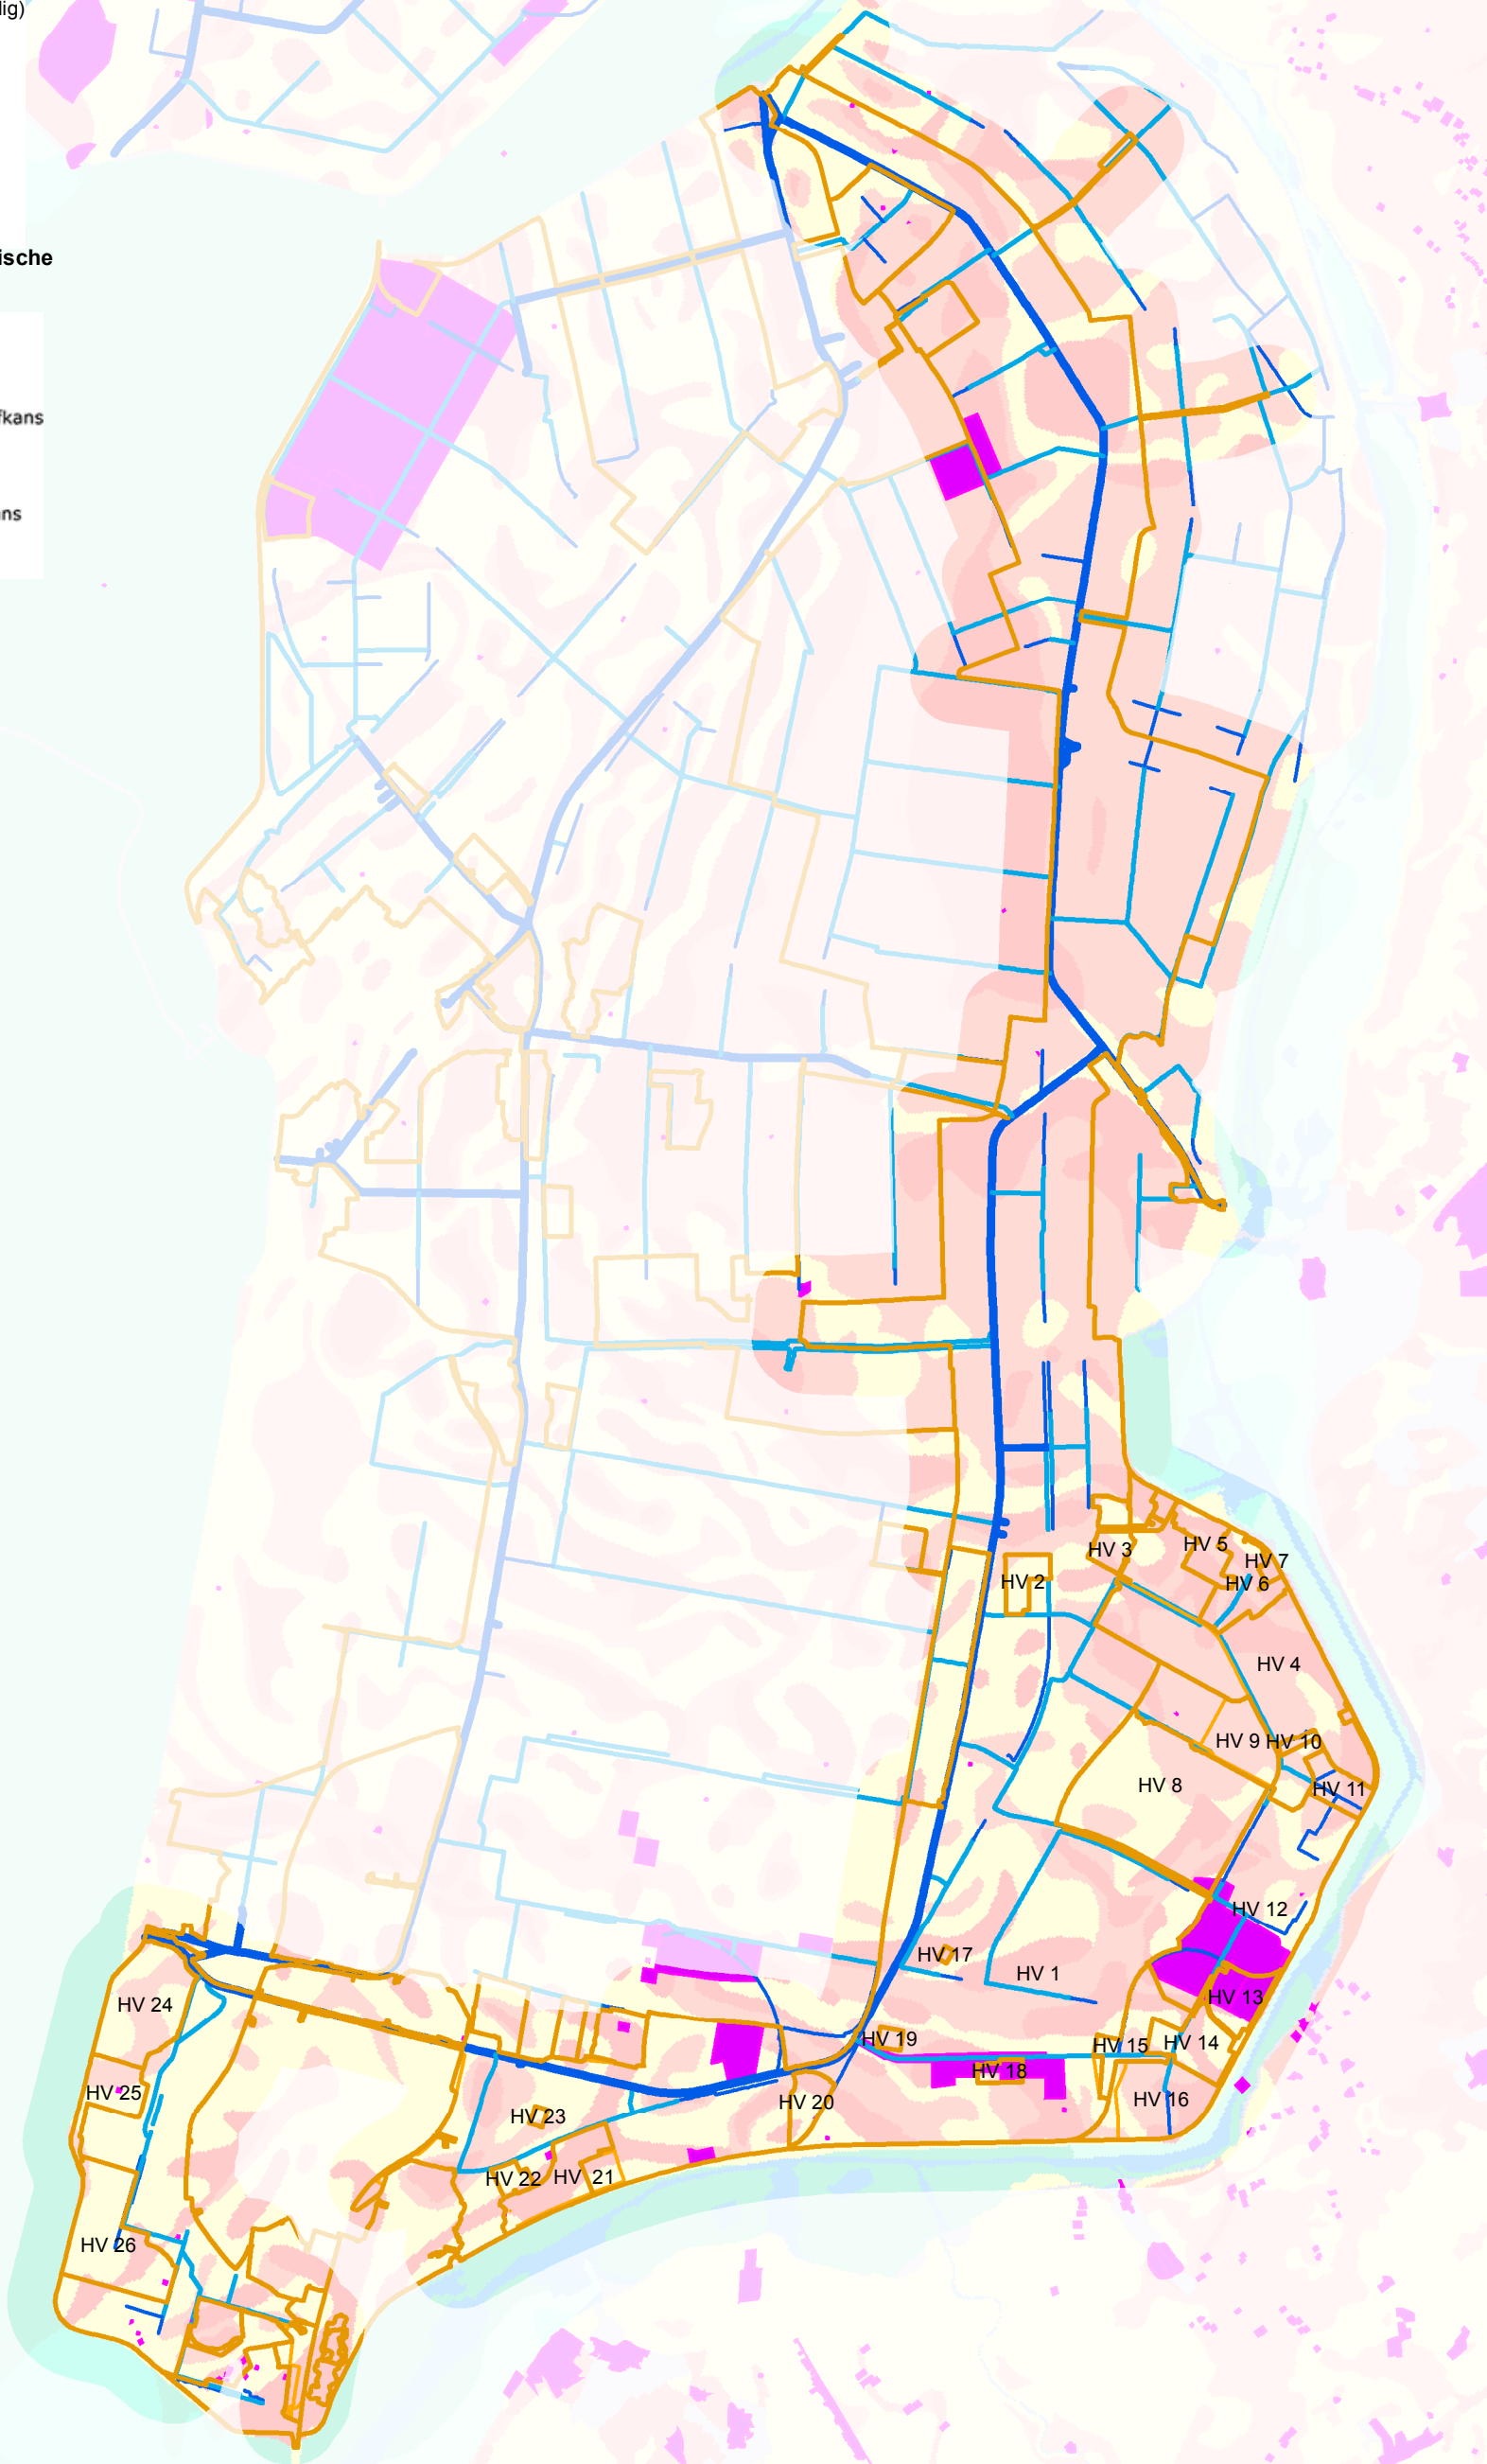 lig)
ische
fkans
ns
HV 3
HV 5
HV 7
HV 2
HV 6
HV 4
HV 9
HV 10
HV 8
HV 11
HV 12
HV 17
HV 1
HV 13
HV 24
HV 19
HV 15
HV 14
HV 18
HV 25
HV 16
HV 20
HV 23
HV 22
HV 21
HV 26